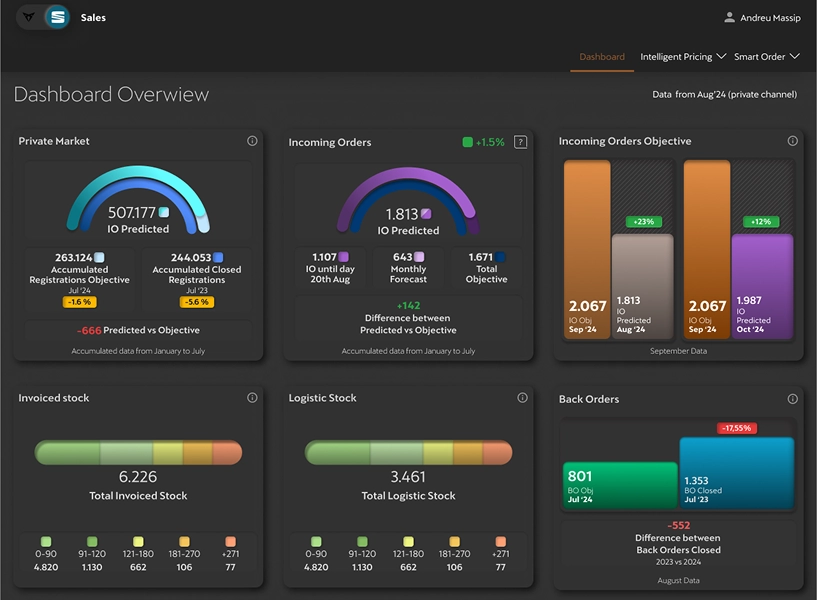 Sales
Andreu Massip
Dashboard
Intelligent Pricing
Smart Order
Dashboard Overwiew
Data from Aug'24 (private channel)
Private Market
507.177
IO Predicted
263.124
Accumulated
Registrations Objective
Jul '24
-1.6 %
244.053
Accumulated Closed
Registrations
Jul '23
-5.6 %
-666 Predicted vs Objective
Accumulated data from January to July
Incoming Orders
+1.5%
?
1.813
IO Predicted
1.107
IO until day
20th Aug
643
Monthly
Forecast
1.671
Total
Objective
+142
Difference between
Predicted vs Objective
Accumulated data from January to July
Incoming Orders Objective
2.067
IO Obj
Sep '24
+23%
1.813
IO
Predicted
Aug '24
2.067
IO Obj
Sep '24
+12%
1.987
IO
Predicted
Oct '24
September Data
Invoiced stock
6.226
Total Invoiced Stock
0-90
4.820
91-120
1.130
121-180
662
181-270
106
+271
77
Logistic Stock
3.461
Total Logistic Stock
0-90
4.820
91-120
1.130
121-180
662
181-270
106
+271
77
Back Orders
801
BO Obj
Jul '24
-17,55%
1.353
BO Closed
Jul '23
-552
Difference between
Back Orders Closed
2023 vs 2024
August Data